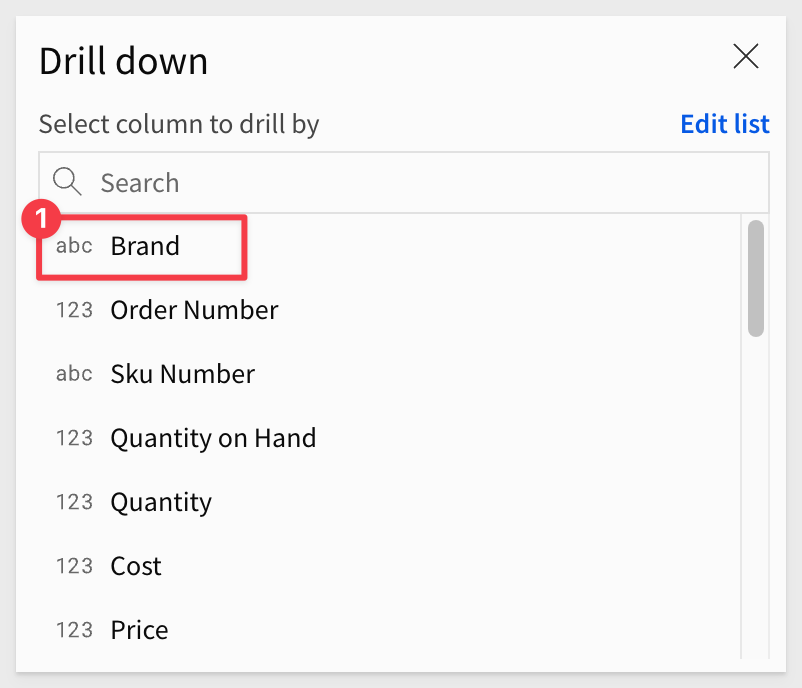 Drill down
Select column to drill by Edit list
Search
1
abc Brand
123 Order Number
abc Sku Number
123 Quantity on Hand
123 Quantity
123 Cost
123 Price